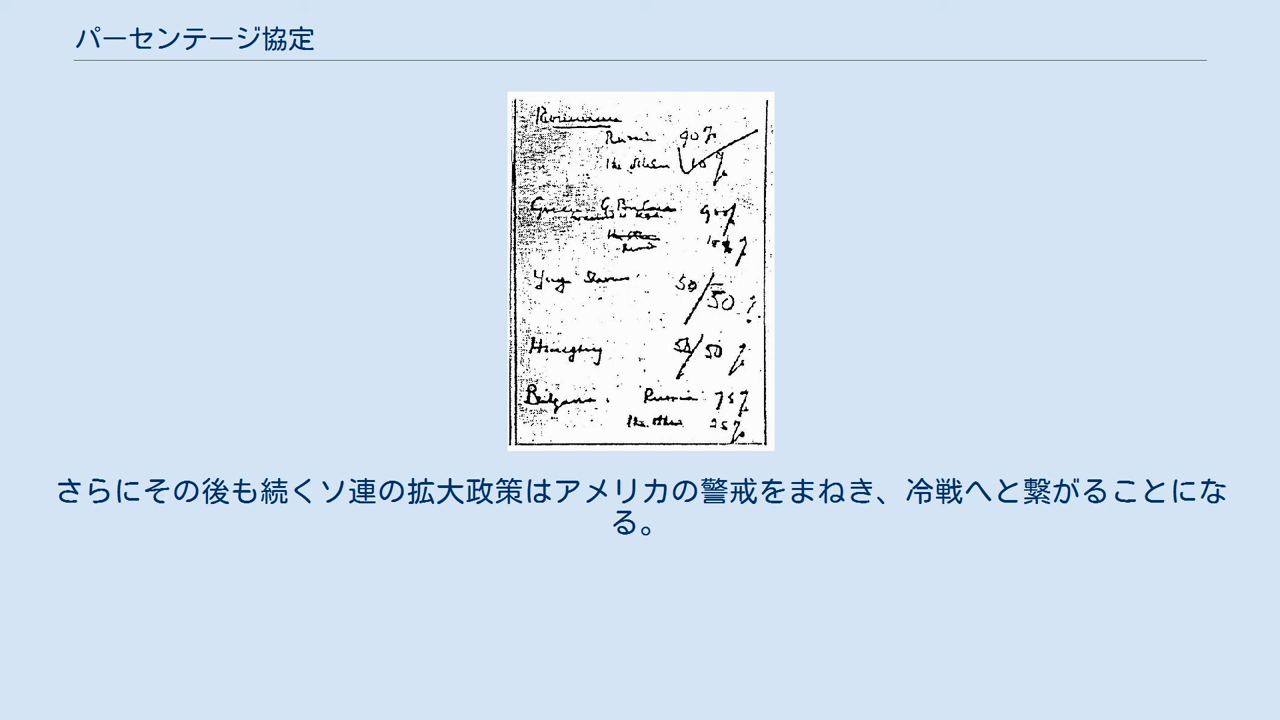 パーセンテージ協定
Roumania
Russia 90%
The others 10%
Greece G. Britain 90%
Russia 10%
Yugoslavia 50/50 %
Hungary 50/50 %
Bulgaria. Russia 75%
The others 25%
さらにその後も続くソ連の拡大政策はアメリカの警戒をまねき、冷戦へと繋がることにな
る。